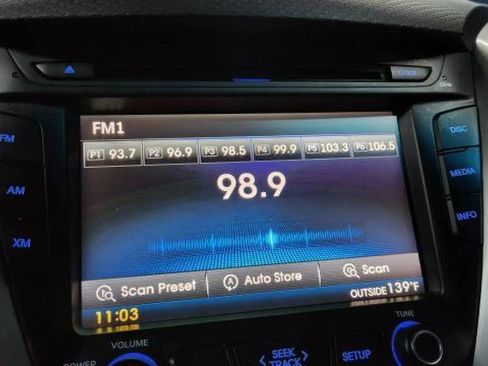 CLOCK
FM1
FM
DISC
P1 93.7 P2 96.9 P3 98.5 P4 99.9 P5 103.3 P6 106.5
MEDIA
98.9
AM
INFO
XM
Scan Preset Auto Store Scan
11:03
OUTSIDE 139°F
VOLUME
TUNE
POWER
SEEK
TRACK
SETUP